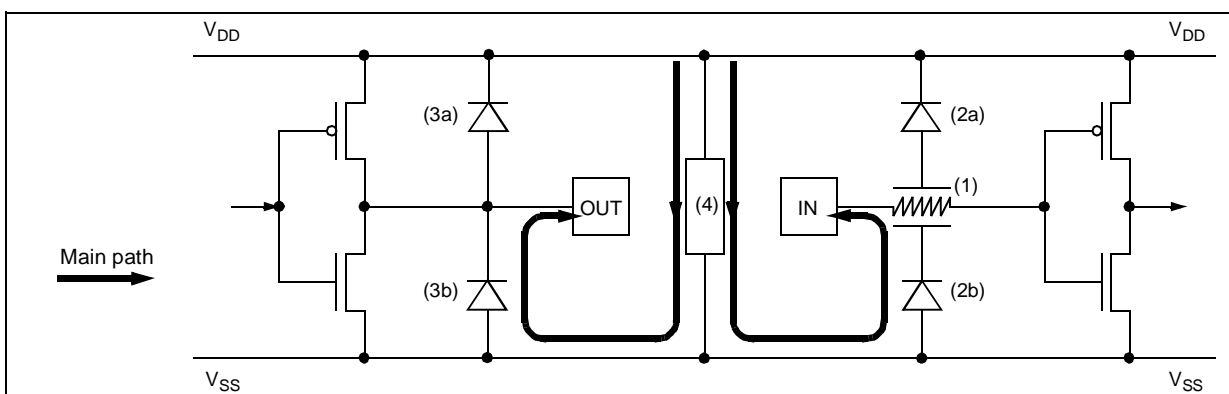 VDD
VDD
(3a)
(2a)
(1)
OUT
(4)
IN
Main path
(3b)
(2b)
VSS
VSS